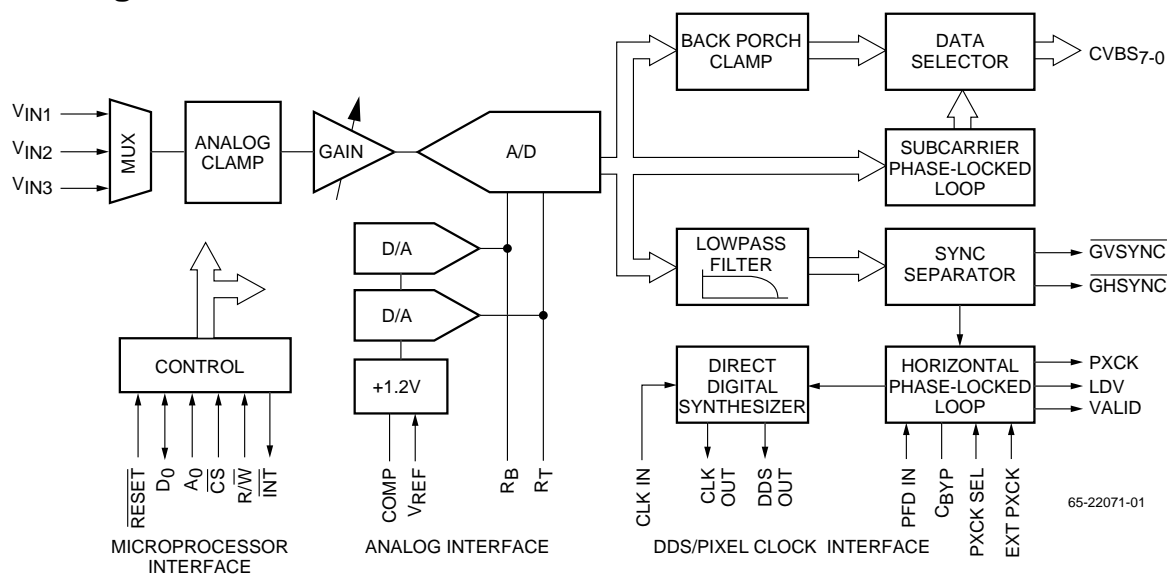 BACK PORCH
CLAMP
DATA
SELECTOR
CVBS7-0
VIN1
VIN2
VIN3
MUX
ANALOG
CLAMP
GAIN
A/D
SUBCARRIER
PHASE-LOCKED
LOOP
D/A
D/A
+1.2V
LOWPASS
FILTER
SYNC
SEPARATOR
GVSYNC
GHSYNC
CONTROL
DIRECT
DIGITAL
SYNTHESIZER
HORIZONTAL
PHASE-LOCKED
LOOP
PXCK
LDV
VALID
RESET
D0
A0
CS
R/W
INT
COMP
VREF
RB
RT
CLK IN
CLK
OUT
DDS
OUT
PFD IN
CBYP
PXCK SEL
EXT PXCK
65-22071-01
MICROPROCESSOR
INTERFACE
ANALOG INTERFACE
DDS/PIXEL CLOCK INTERFACE